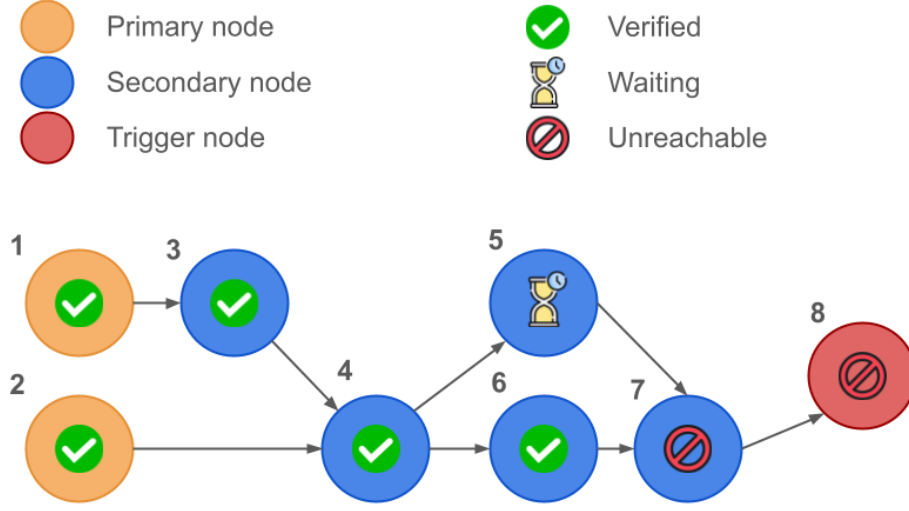 Primary node
Verified
Secondary node
Waiting
Trigger node
Unreachable
1
3
5
8
2
4
6
7